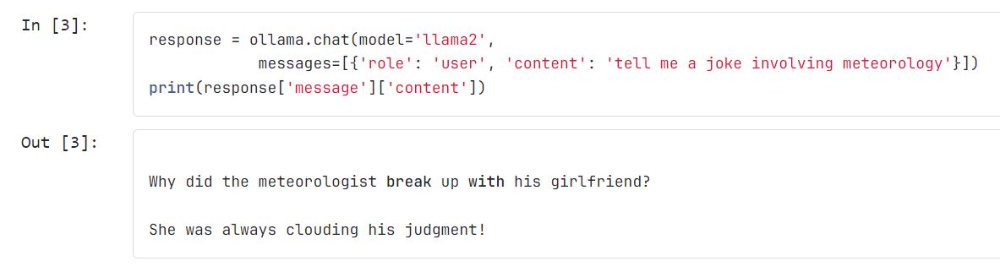 In [3]:
response = ollama.chat(model='llama2',
messages=[{'role': 'user', 'content': 'tell me a joke involving meteorology'}])
print(response['message']['content'])
Out [3]:
Why did the meteorologist break up with his girlfriend?
She was always clouding his judgment!